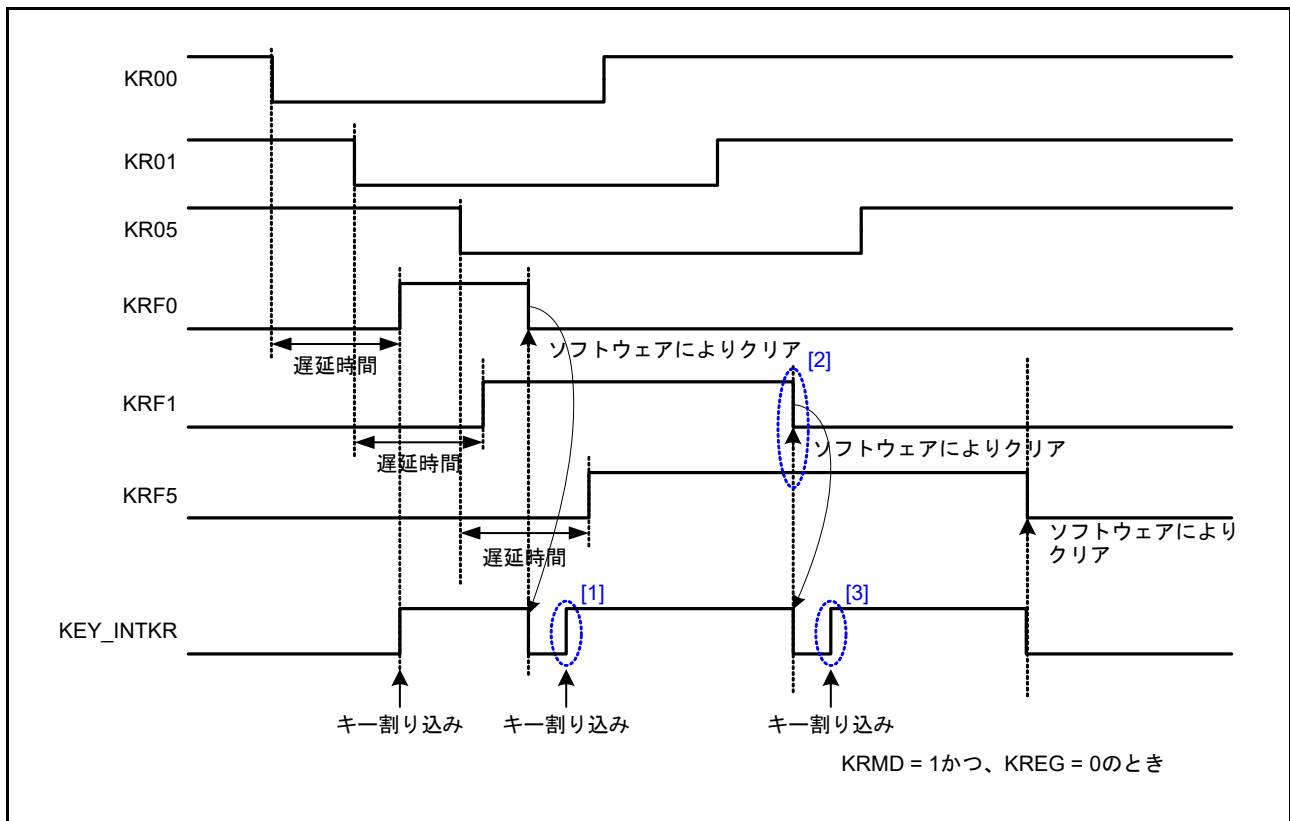 KR00
KR01
KR05
KRF0
ソフトウェアによりクリア
遅延時間
[2]
KRF1
ソフトウェアによりクリア
遅延時間
KRF5
ソフトウェアにより
クリア
遅延時間
[1]
[3]
KEY_INTKR
キー割り込み
キー割り込み
キー割り込み
KRMD = 1かつ、KREG = 0のとき